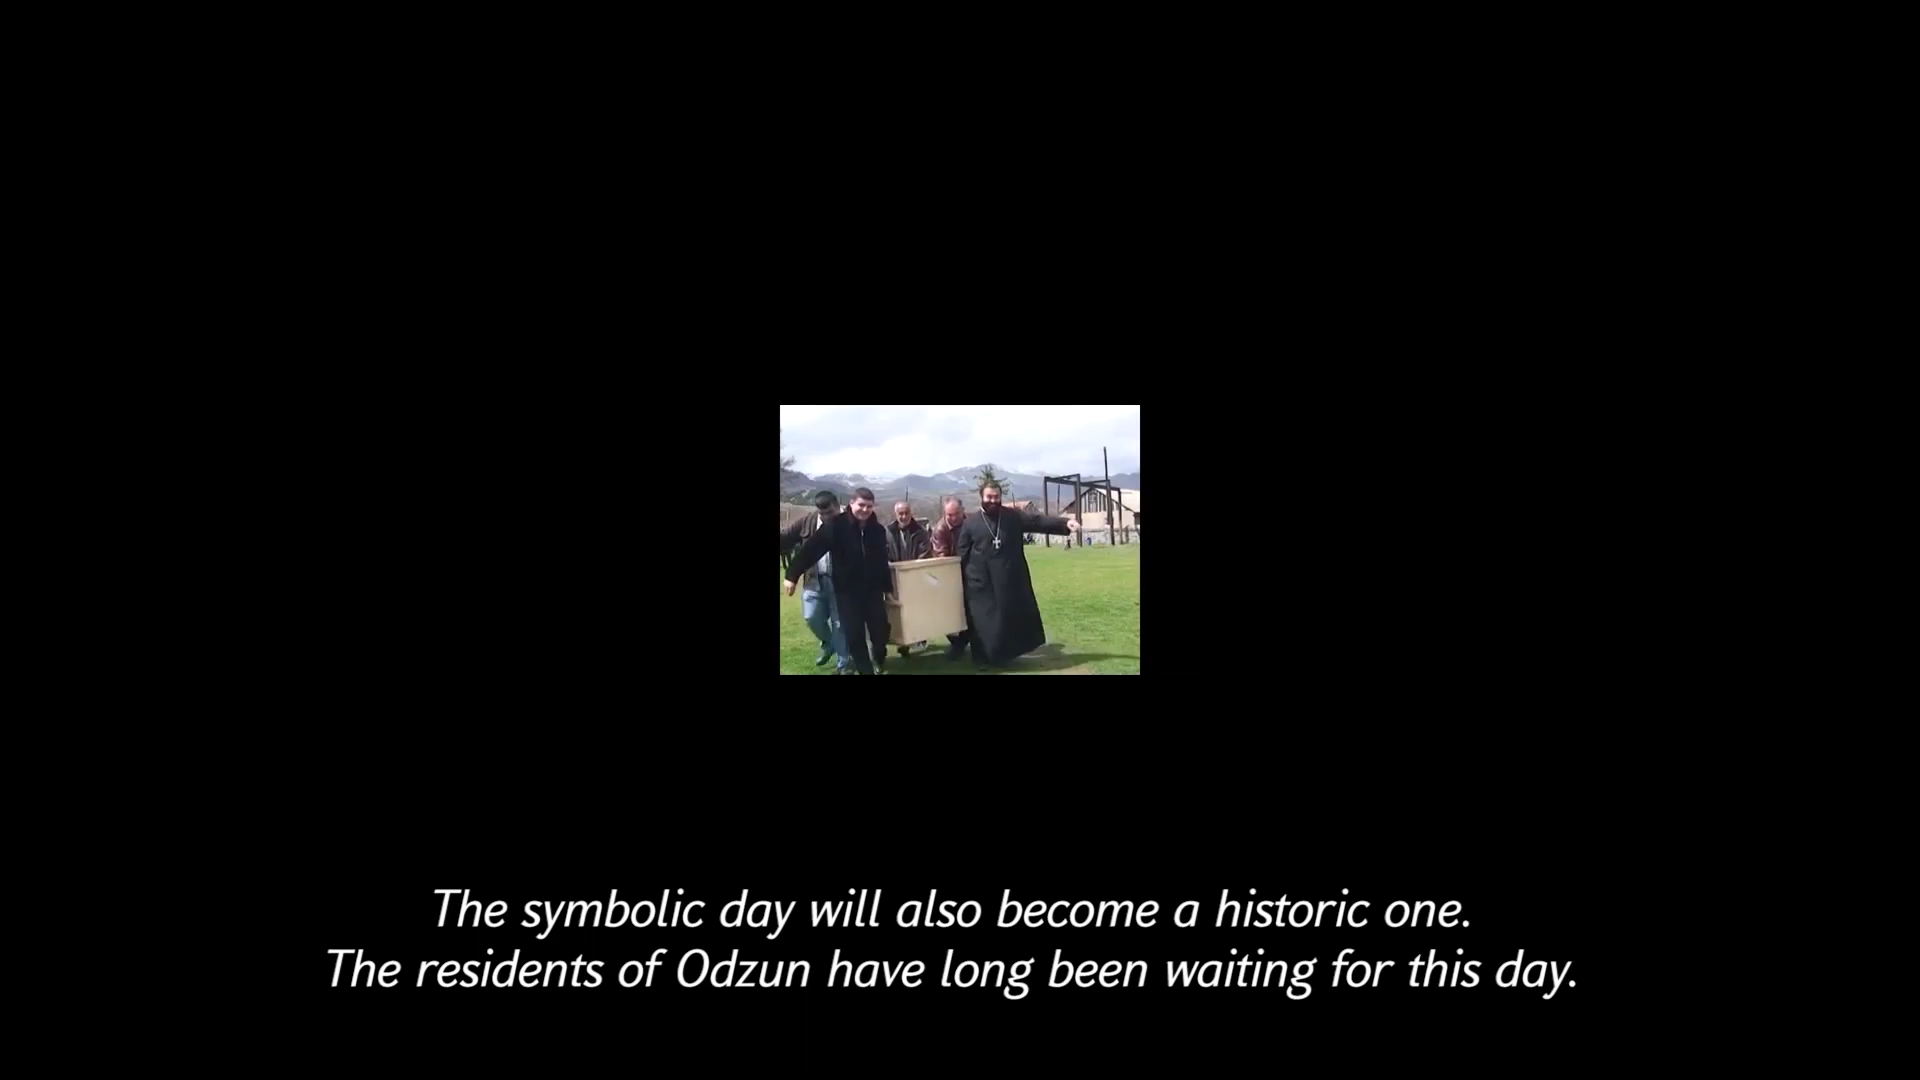 The symbolic day will also become a historic one.
The residents of Odzun have long been waiting for this day.